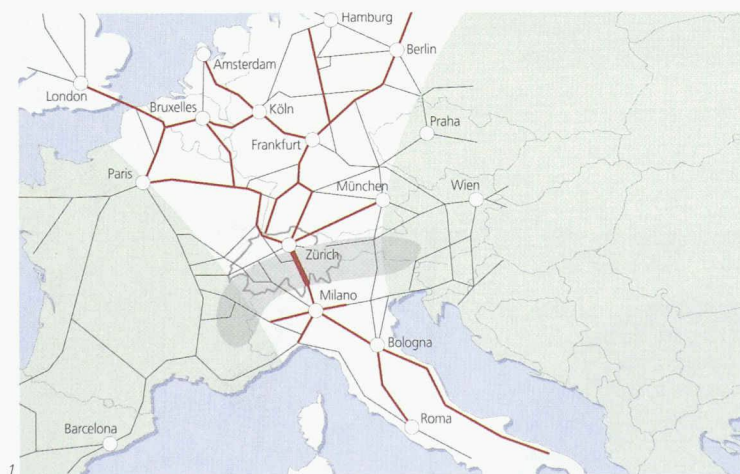 Hamburg
Berlin
Amsterdam
London
Bruxelles
Köln
Praha
Frankfurt
Paris
München
Wien
Zürich
Milano
Bologna
Roma
Barcelona
1